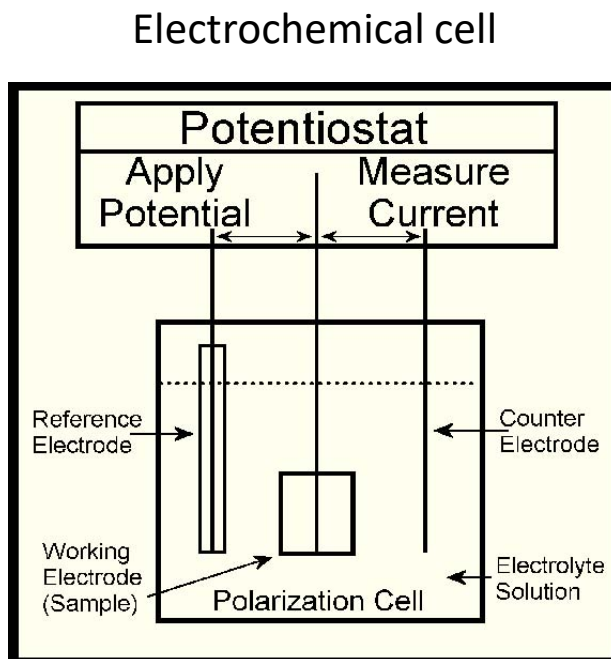 Electrochemical cell
Potentiostat
Apply
Potential
Measure
Current
Reference
Electrode
Counter
Electrode
Working
Electrode
(Sample)
Electrolyte
Solution
Polarization Cell